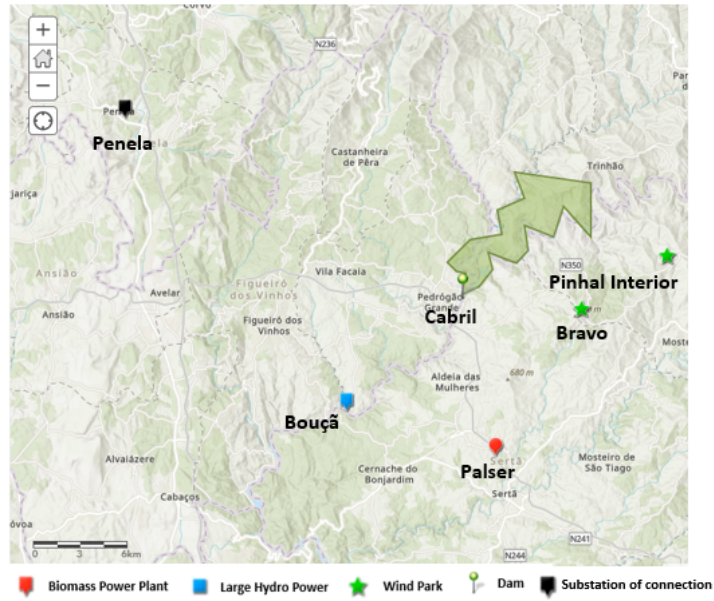 Corvo
+
−
N236
Penela
Castanheira
de Pêra
Trinhão
Ansião
N350
Pinhal Interior
Vila Facaia
Figueiró
dos Vinhos
Avelar
Pedrógão
Grande
Cabril
Ansião
Figueiró dos
Vinhos
Bravo
Aldeia das
Mulheres
680 m
Bouçã
Alvaiázere
Sertã
Palser
Mosteiro de
São Tiago
Cernache do
Bonjardim
Cabaços
Sertã
N241
0 3 6km
N244
Biomass Power Plant Large Hydro Power Wind Park Dam Substation of connection